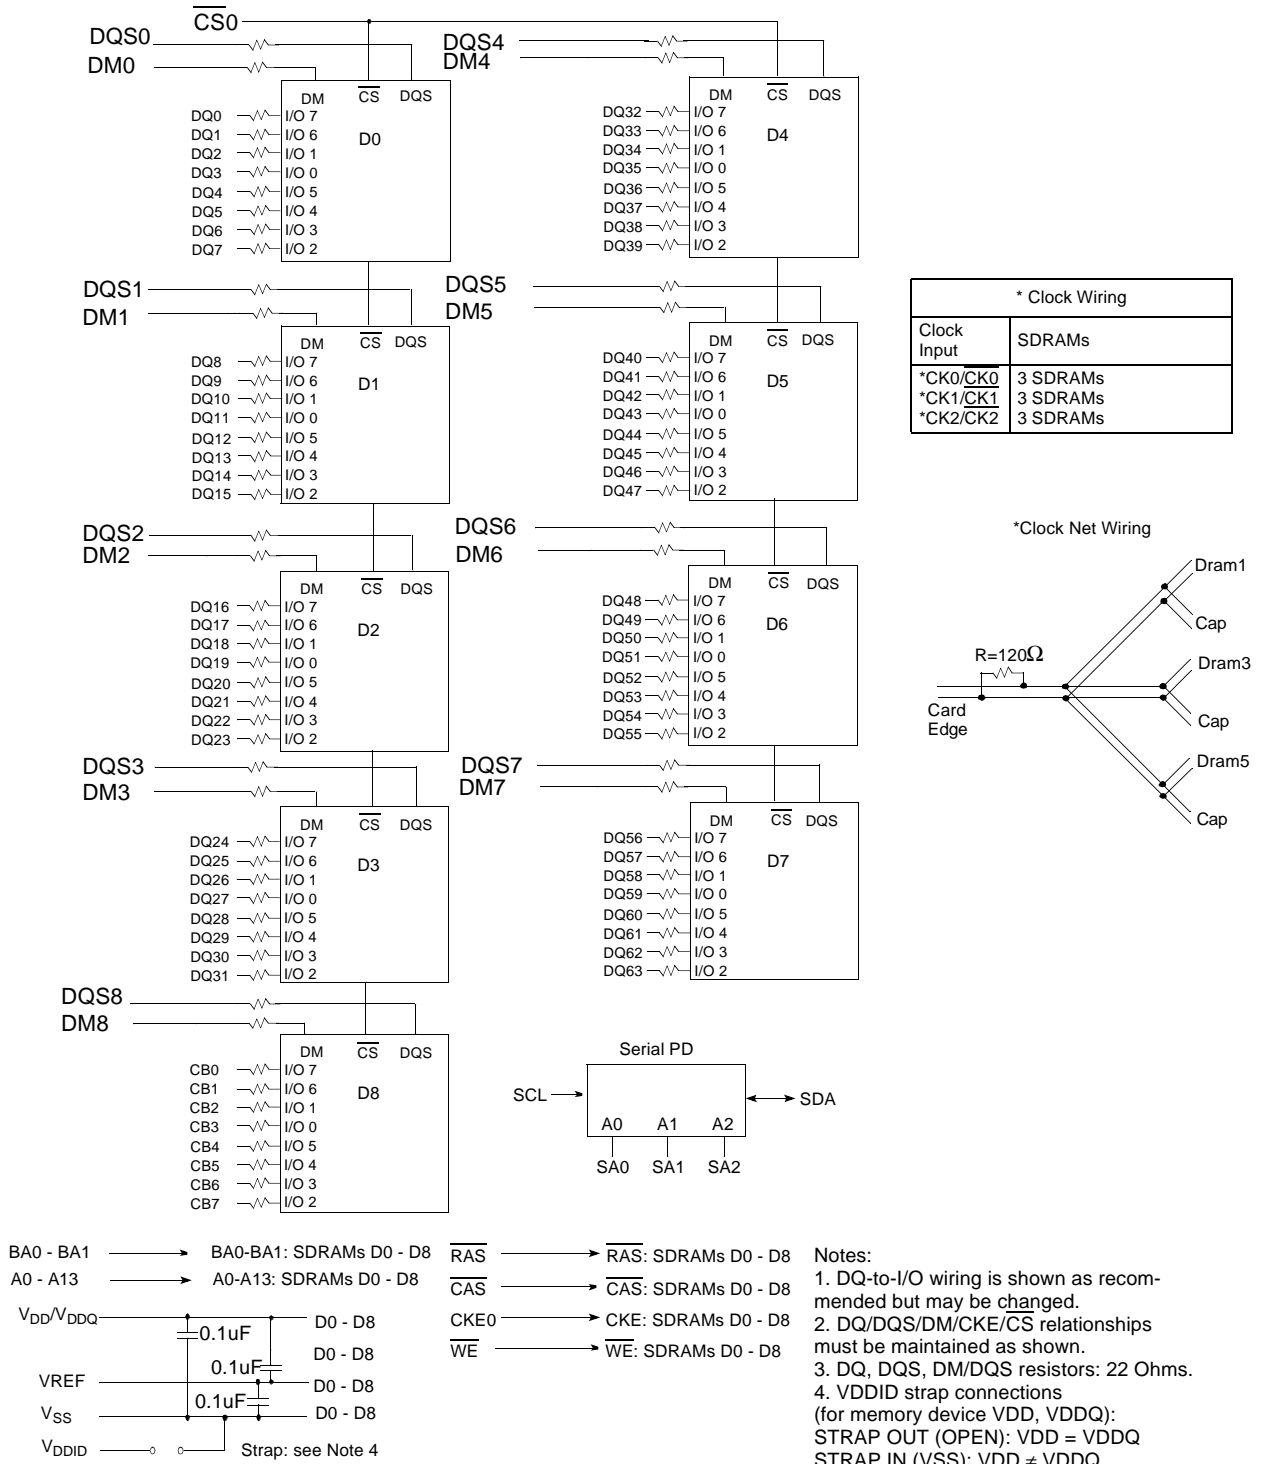 CS0
DQS0
DM0
DM CS DQS
D0
DQ0 I/O 7
DQ1 I/O 6
DQ2 I/O 1
DQ3 I/O 0
DQ4 I/O 5
DQ5 I/O 4
DQ6 I/O 3
DQ7 I/O 2
DQS1
DM1
DM CS DQS
D1
DQ8 I/O 7
DQ9 I/O 6
DQ10 I/O 1
DQ11 I/O 0
DQ12 I/O 5
DQ13 I/O 4
DQ14 I/O 3
DQ15 I/O 2
DQS2
DM2
DM CS DQS
D2
DQ16 I/O 7
DQ17 I/O 6
DQ18 I/O 1
DQ19 I/O 0
DQ20 I/O 5
DQ21 I/O 4
DQ22 I/O 3
DQ23 I/O 2
DQS3
DM3
DM CS DQS
D3
DQ24 I/O 7
DQ25 I/O 6
DQ26 I/O 1
DQ27 I/O 0
DQ28 I/O 5
DQ29 I/O 4
DQ30 I/O 3
DQ31 I/O 2
DQS8
DM8
DM CS DQS
D8
CB0 I/O 7
CB1 I/O 6
CB2 I/O 1
CB3 I/O 0
CB4 I/O 5
CB5 I/O 4
CB6 I/O 3
CB7 I/O 2
DQS4
DM4
DM CS DQS
D4
DQ32 I/O 7
DQ33 I/O 6
DQ34 I/O 1
DQ35 I/O 0
DQ36 I/O 5
DQ37 I/O 4
DQ38 I/O 3
DQ39 I/O 2
DQS5
DM5
DM CS DQS
D5
DQ40 I/O 7
DQ41 I/O 6
DQ42 I/O 1
DQ43 I/O 0
DQ44 I/O 5
DQ45 I/O 4
DQ46 I/O 3
DQ47 I/O 2
DQS6
DM6
DM CS DQS
D6
DQ48 I/O 7
DQ49 I/O 6
DQ50 I/O 1
DQ51 I/O 0
DQ52 I/O 5
DQ53 I/O 4
DQ54 I/O 3
DQ55 I/O 2
DQS7
DM7
DM CS DQS
D7
DQ56 I/O 7
DQ57 I/O 6
DQ58 I/O 1
DQ59 I/O 0
DQ60 I/O 5
DQ61 I/O 4
DQ62 I/O 3
DQ63 I/O 2
* Clock Wiring
Clock Input SDRAMs
*CK0/CK0 3 SDRAMs
*CK1/CK1 3 SDRAMs
*CK2/CK2 3 SDRAMs
*Clock Net Wiring
Dram1
Cap
R=120Ω
Dram3
Card
Edge
Cap
Dram5
Cap
Serial PD
SCL SDA
A0 A1 A2
SA0 SA1 SA2
BA0 - BA1 BA0-BA1: SDRAMs D0 - D8
A0 - A13 A0-A13: SDRAMs D0 - D8
VDD/VDDQ D0 - D8
0.1uF
D0 - D8
0.1uF
VREF D0 - D8
0.1uF
VSS D0 - D8
VDDID Strap: see Note 4
RAS RAS: SDRAMs D0 - D8
CAS CAS: SDRAMs D0 - D8
CKE0 CKE: SDRAMs D0 - D8
WE WE: SDRAMs D0 - D8
Notes:
1. DQ-to-I/O wiring is shown as recom-
mended but may be changed.
2. DQ/DQS/DM/CKE/CS relationships
must be maintained as shown.
3. DQ, DQS, DM/DQS resistors: 22 Ohms.
4. VDDID strap connections
(for memory device VDD, VDDQ):
STRAP OUT (OPEN): VDD = VDDQ
STRAP IN (VSS): VDD ≠ VDDQ